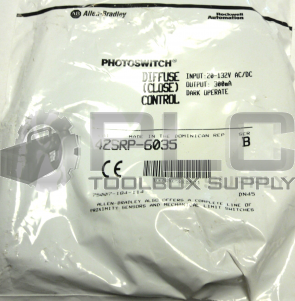 Allen-Bradley
Rockwell Automation
PHOTOSWITCH®
DIFFUSE (CLOSE) CONTROL
INPUT: 20-132V AC/DC
OUTPUT: 300mA
DARK OPERATE
MADE IN THE DOMINICAN REP
SER
42SRP-6035
B
CE
DN45
ALLEN-BRADLEY ALSO OFFERS A COMPLETE LINE OF
PROXIMITY SENSORS AND MECHANICAL LIMIT SWITCHES
PLC
TOOLBOX SUPPLY